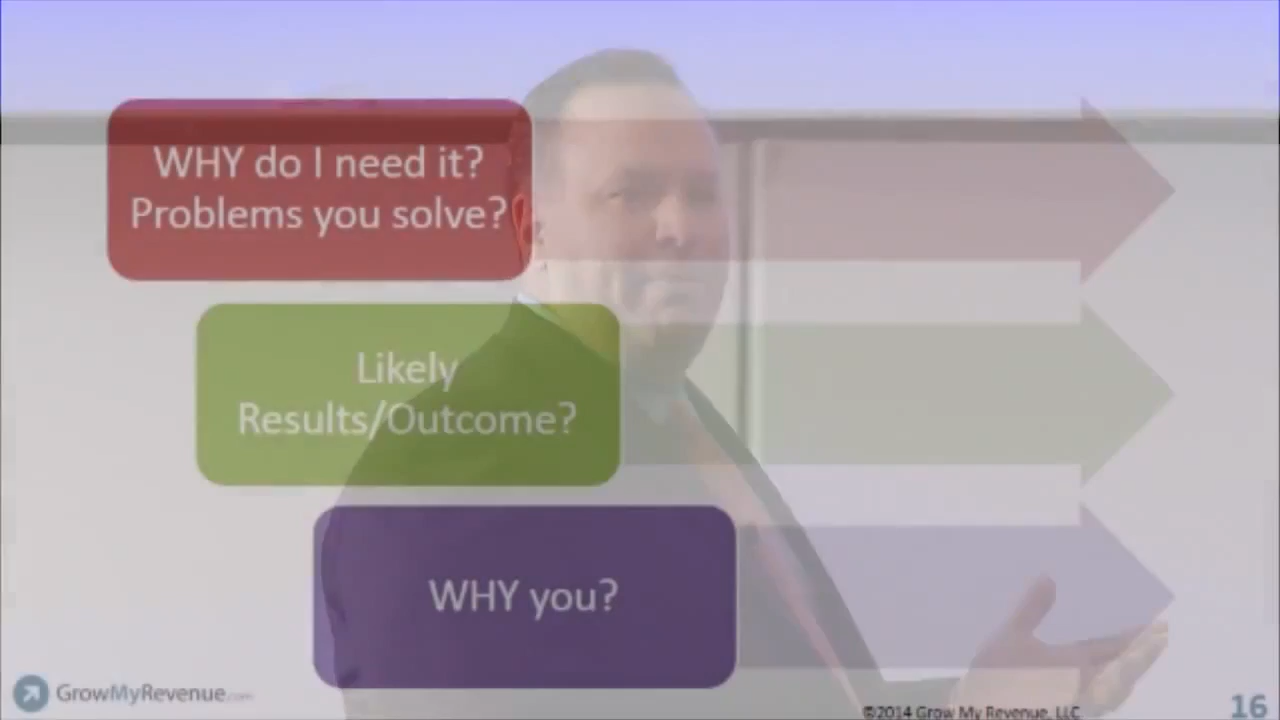 WHY do I need it?
Problems you solve?
Likely
Results/Outcome?
WHY you?
GrowMyRevenue.com
©2014 Grow My Revenue, LLC
16